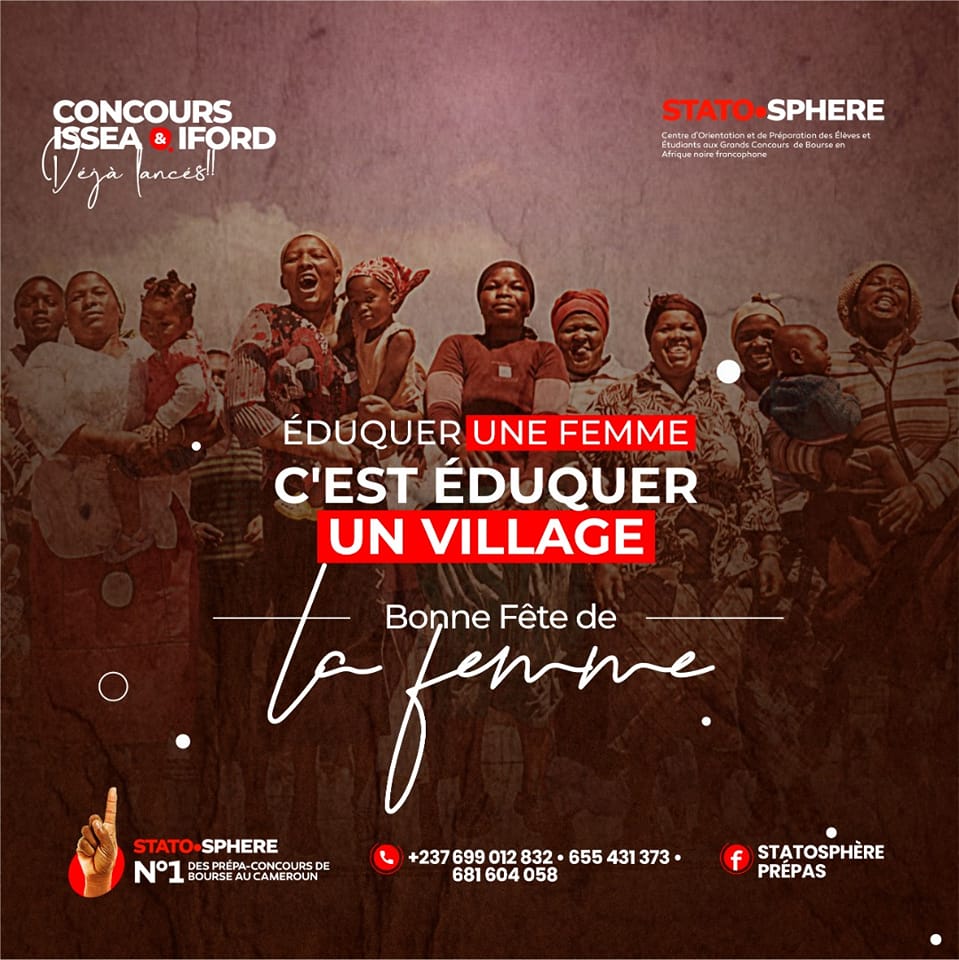 CONCOURS
ISSEA & IFORD
Déjà lancés!!
STATO•SPHERE
Centre d'Orientation et de Préparation des Élèves et
Étudiants aux Grands Concours de Bourse en
Afrique noire francophone
ÉDUQUER UNE FEMME
C'EST ÉDUQUER
UN VILLAGE
Bonne Fête de
La femme
STATO•SPHERE
N°1 DES PRÉPA-CONCOURS DE
BOURSE AU CAMEROUN
+237 699 012 832 • 655 431 373 •
681 604 058
STATOSPHÈRE
PRÉPAS